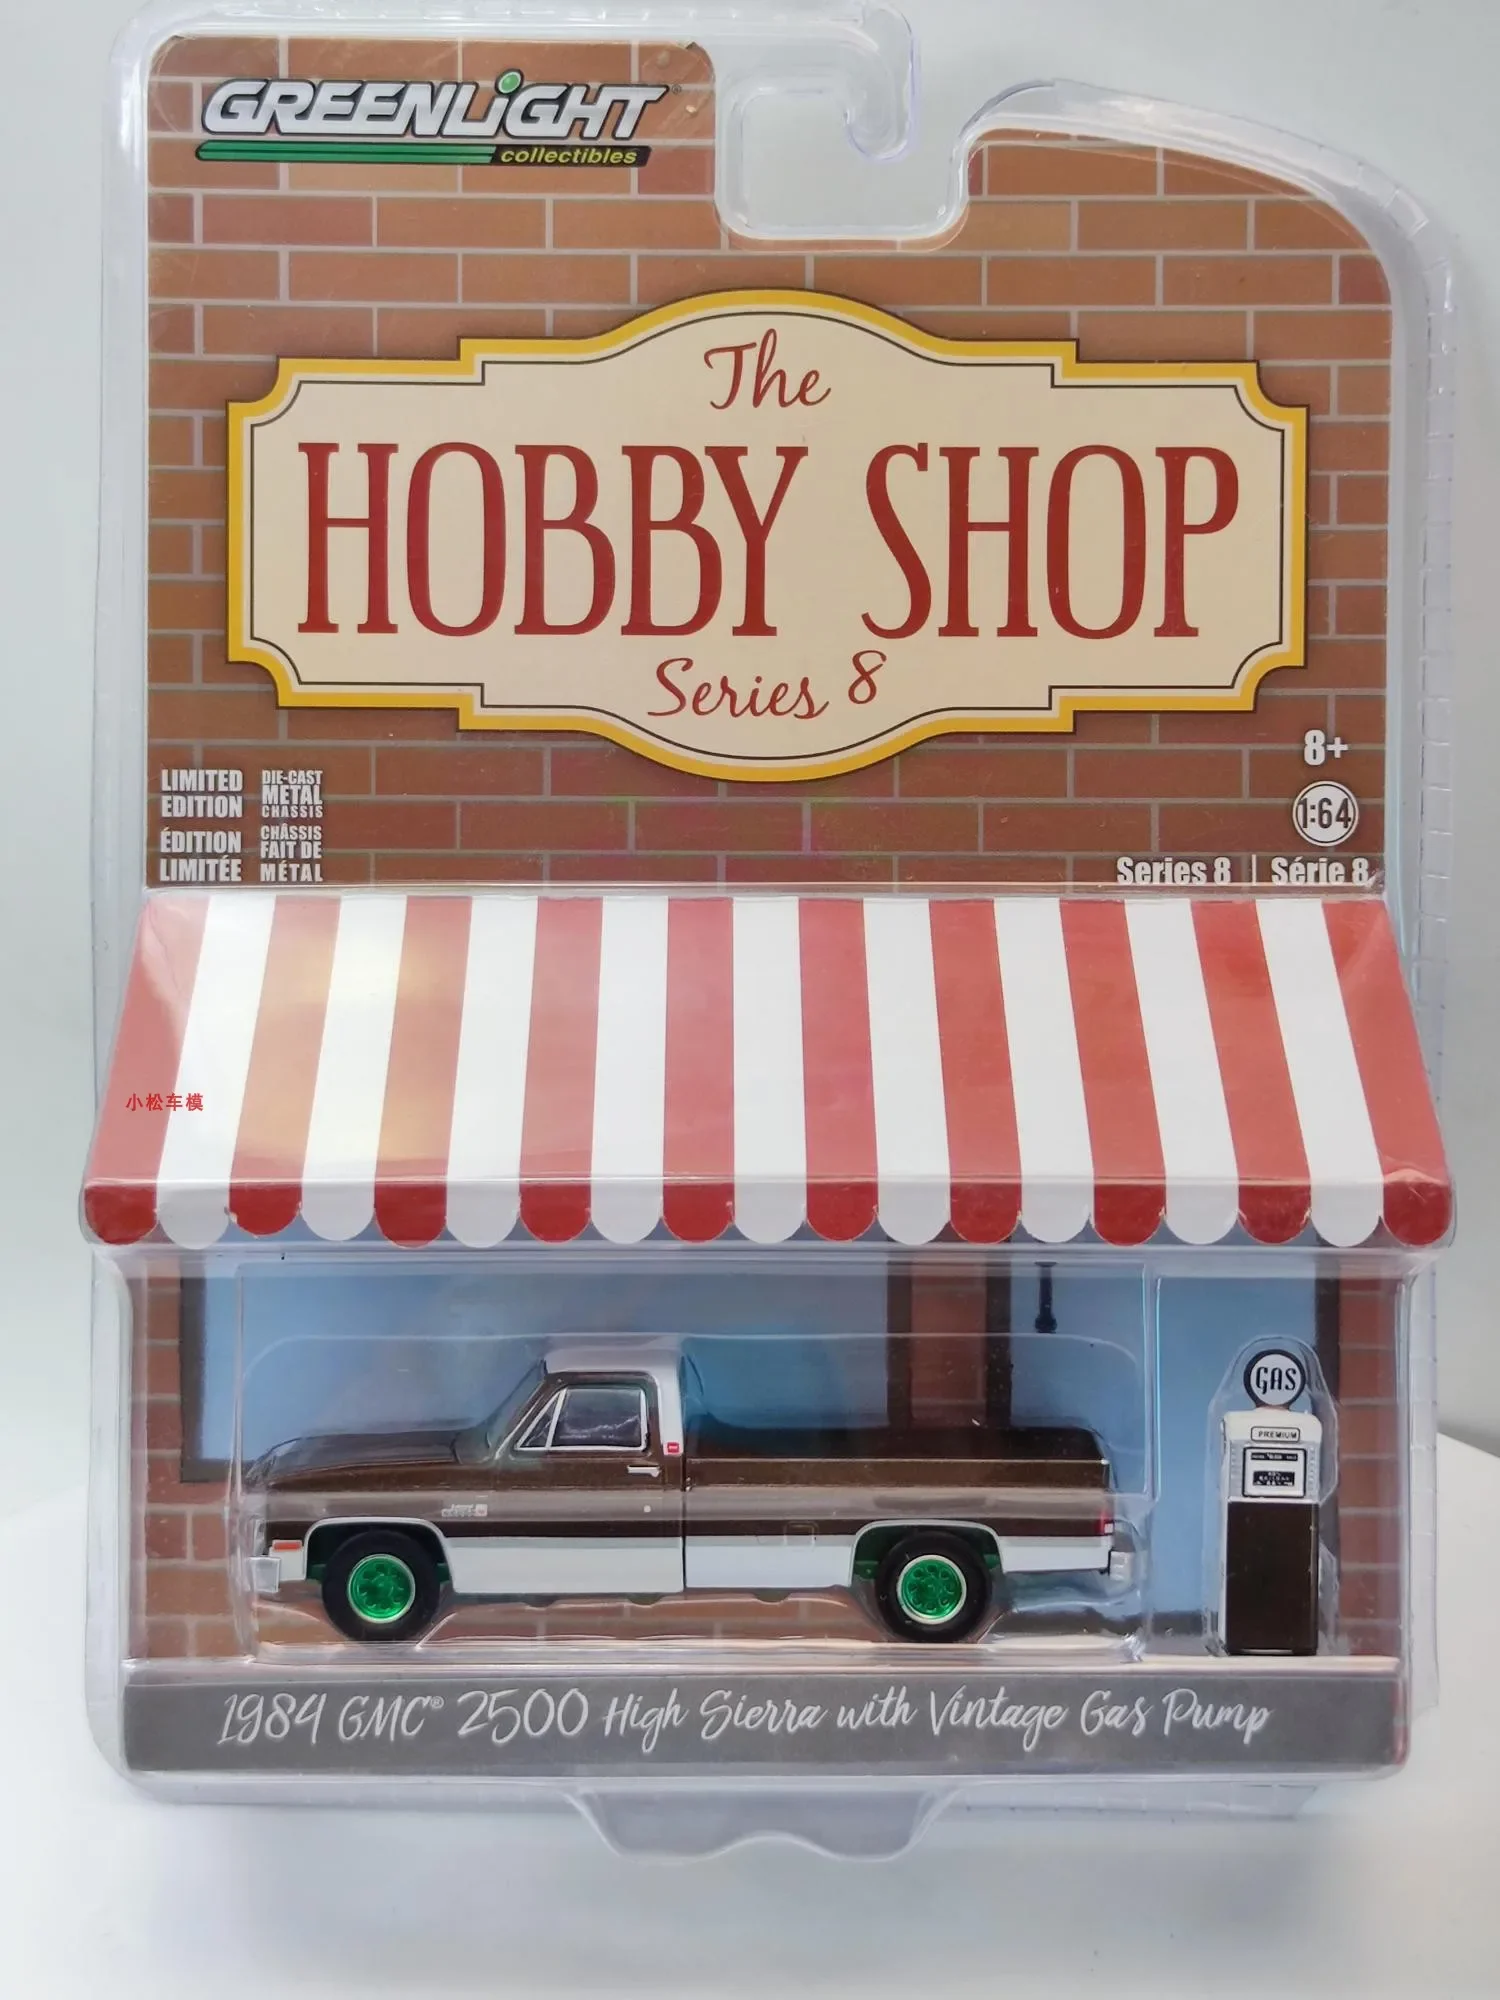 GREENLIGHT®
collectibles
The
HOBBY SHOP
Series 8
8+
1:64
LIMITED EDITION
DIE-CAST METAL CHASSIS
ÉDITION LIMITÉE
CHÂSSIS FAIT DE MÉTAL
Series 8 | Série 8
小松车模
GAS
PREMIUM
1984 GMC® 2500 High Sierra with Vintage Gas Pump